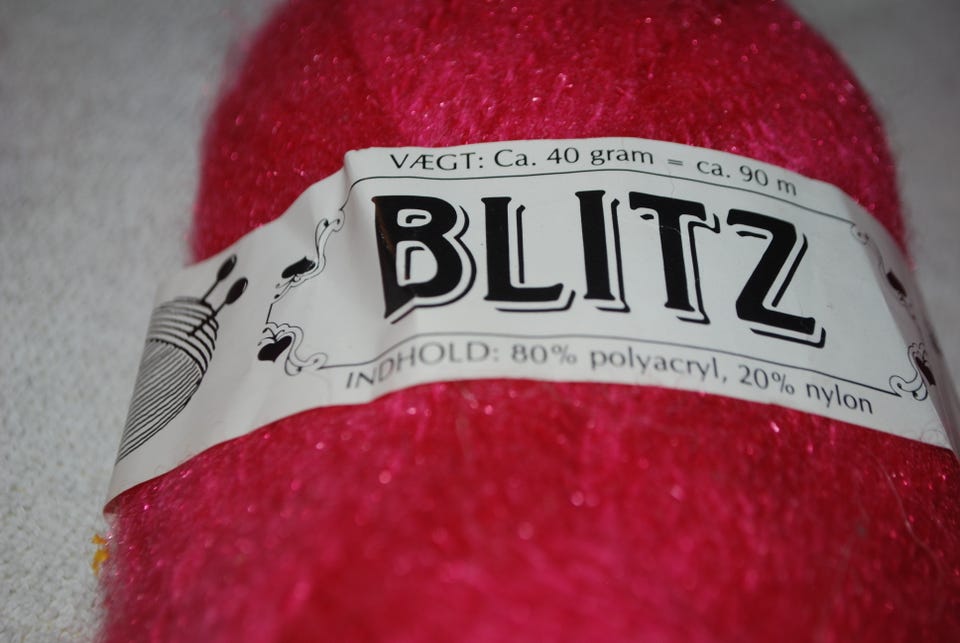 VÆGT: Ca. 40 gram = ca. 90 m
BLITZ
INDHOLD: 80% polyacryl, 20% nylon